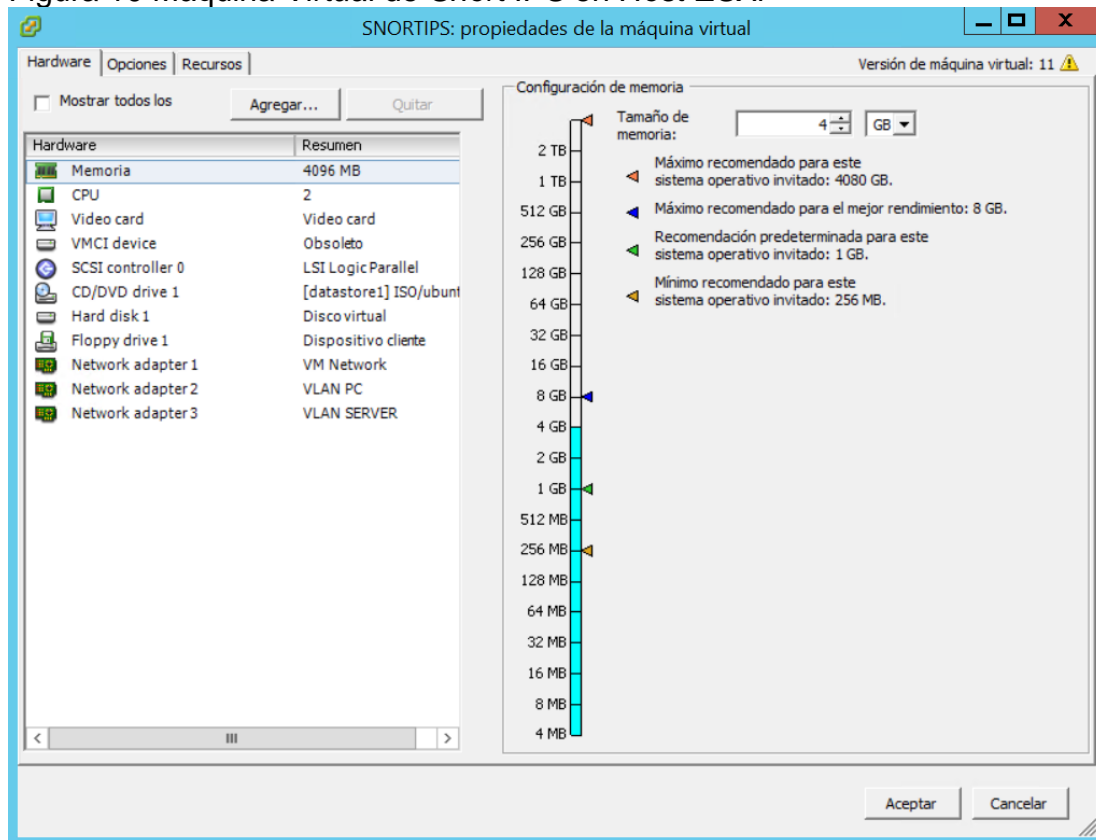 SNORTIPS: propiedades de la máquina virtual
Hardware Opciones Recursos
Versión de máquina virtual: 11
Mostrar todos los
Agregar...
Quitar
Hardware Resumen
Memoria 4096 MB
CPU 2
Video card Video card
VMCI device Obsoleto
SCSI controller 0 LSI Logic Parallel
CD/DVD drive 1 [datastore1] ISO/ubunt
Hard disk 1 Disco virtual
Floppy drive 1 Dispositivo cliente
Network adapter 1 VM Network
Network adapter 2 VLAN PC
Network adapter 3 VLAN SERVER
Configuración de memoria
Tamaño de
memoria:
4 GB
2 TB
1 TB
512 GB
256 GB
128 GB
64 GB
32 GB
16 GB
8 GB
4 GB
2 GB
1 GB
512 MB
256 MB
128 MB
64 MB
32 MB
16 MB
8 MB
4 MB
Máximo recomendado para este
sistema operativo invitado: 4080 GB.
Máximo recomendado para el mejor rendimiento: 8 GB.
Recomendación predeterminada para este
sistema operativo invitado: 1 GB.
Mínimo recomendado para este
sistema operativo invitado: 256 MB.
Aceptar Cancelar